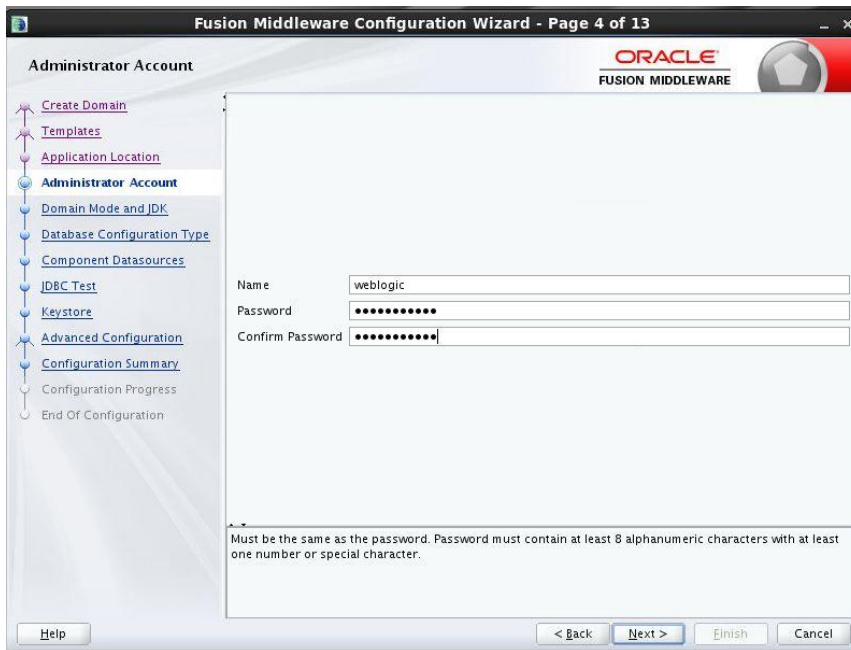 Fusion Middleware Configuration Wizard - Page 4 of 13
Administrator Account
ORACLE
FUSION MIDDLEWARE
Create Domain
Templates
Application Location
Administrator Account
Domain Mode and JDK
Database Configuration Type
Component Datasources
JDBC Test
Keystore
Advanced Configuration
Configuration Summary
Configuration Progress
End Of Configuration
Name weblogic
Password •••••••••••
Confirm Password •••••••••••
Must be the same as the password. Password must contain at least 8 alphanumeric characters with at least
one number or special character.
Help
< Back
Next >
Finish
Cancel